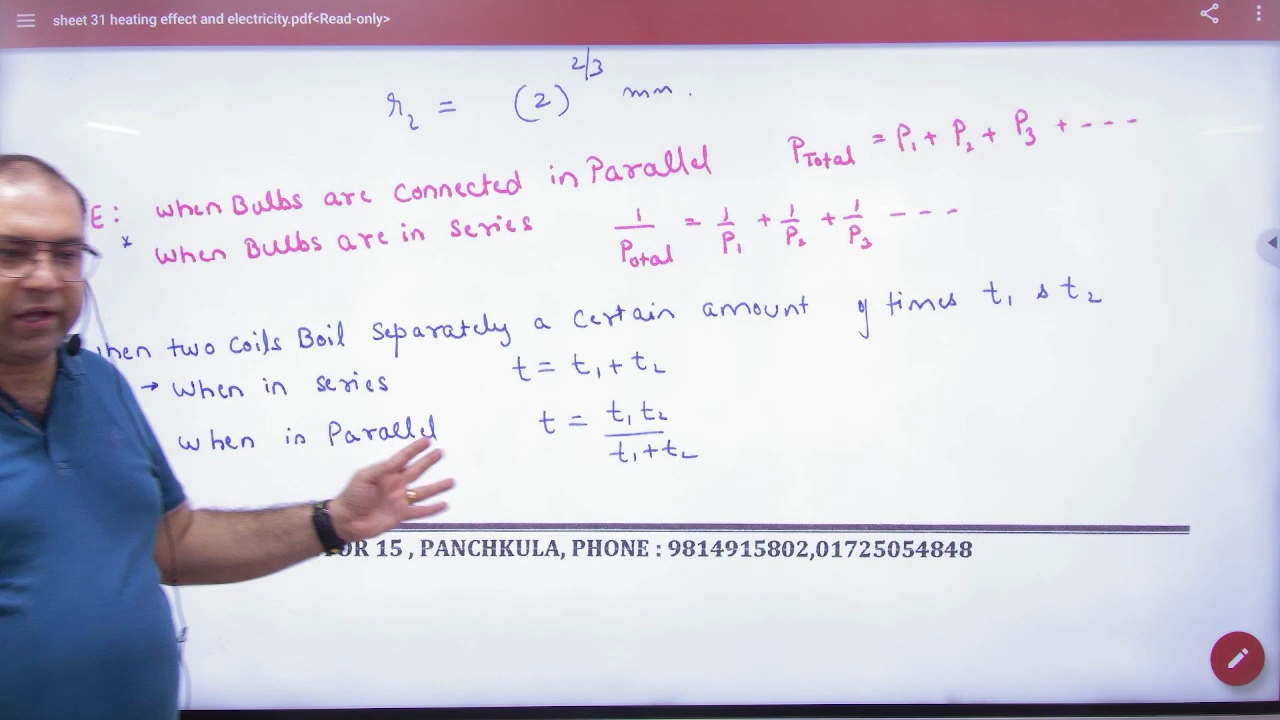 sheet 31 heating effect and electricity.pdf<Read-only>
r₂ = (2)^2/3 mm.
E: when Bulbs are connected in Parallel P_Total = P₁ + P₂ + P₃ + ---
* when Bulbs are in series 1/P_otal = 1/P₁ + 1/P₂ + 1/P₃ ---
hen two coils Boil separately a certain amount of times t₁ & t₂
→ when in series t = t₁ + t₂
when in Parallel t = t₁ t₂ / t₁ + t₂
OR 15 , PANCHKULA, PHONE : 9814915802,01725054848